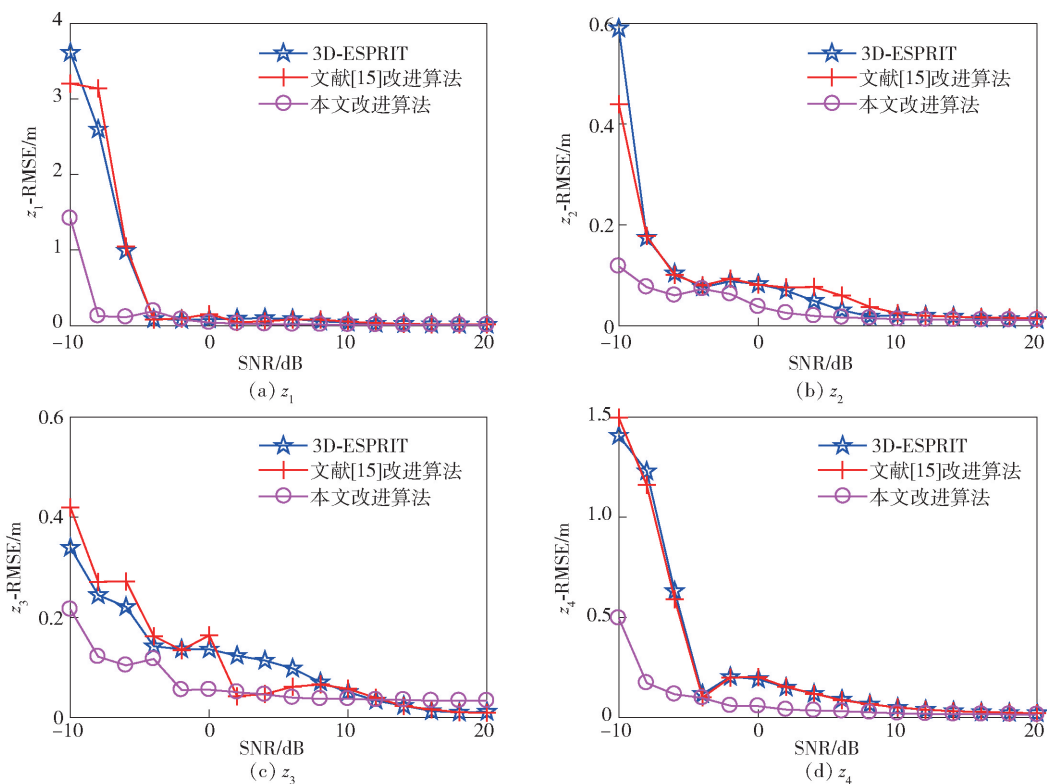 4
3
2
1
0
z₁-RMSE/m
3D-ESPRIT
文献[15]改进算法
本文改进算法
−10 0 10 20
SNR/dB
(a) z₁
0.6
0.4
0.2
0
z₂-RMSE/m
3D-ESPRIT
文献[15]改进算法
本文改进算法
−10 0 10 20
SNR/dB
(b) z₂
0.6
0.4
0.2
0
z₃-RMSE/m
3D-ESPRIT
文献[15]改进算法
本文改进算法
−10 0 10 20
SNR/dB
(c) z₃
1.5
1.0
0.5
0
z₄-RMSE/m
3D-ESPRIT
文献[15]改进算法
本文改进算法
−10 0 10 20
SNR/dB
(d) z₄